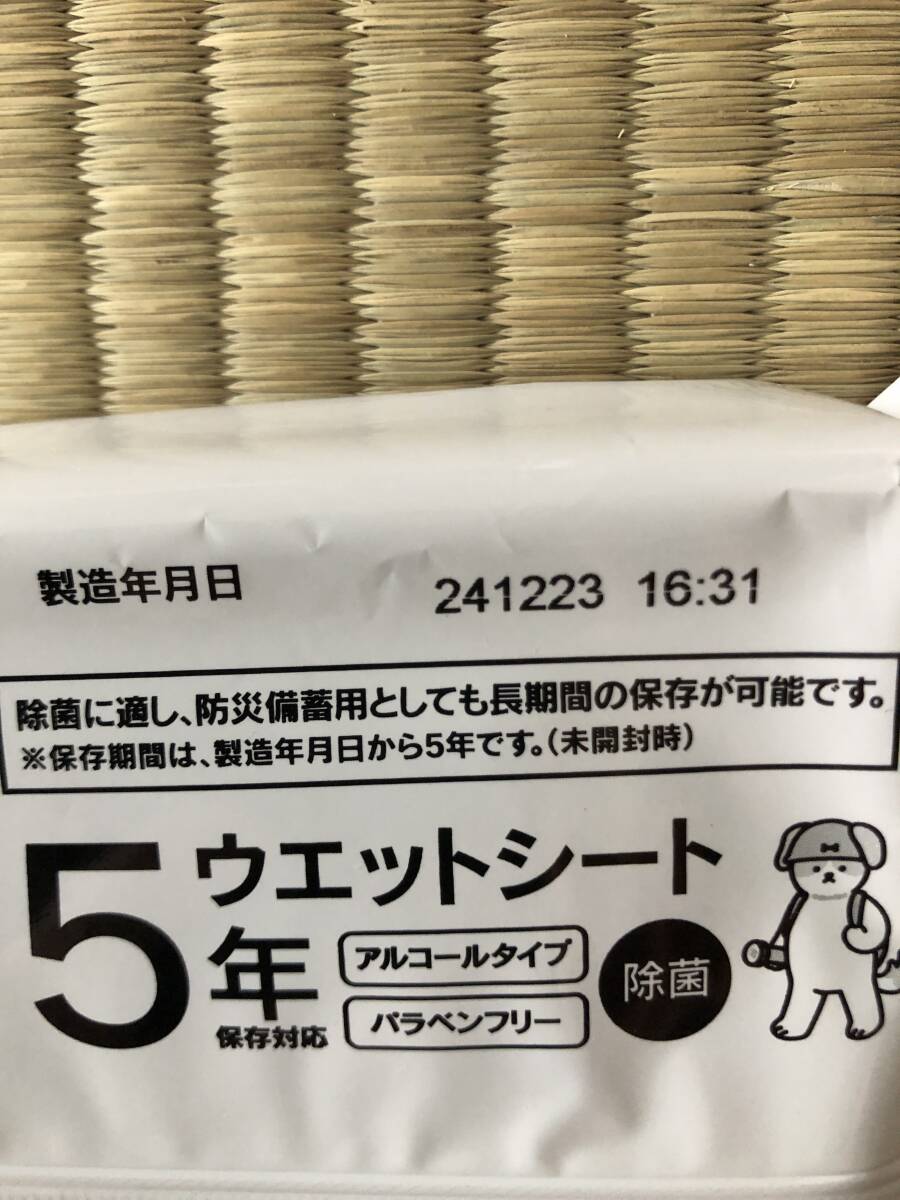 製造年月日 241223 16:31
除菌に適し、防災備蓄用としても長期間の保存が可能です。
※保存期間は、製造年月日から5年です。(未開封時)
5年
保存対応
ウエットシート
アルコールタイプ
パラベンフリー
除菌